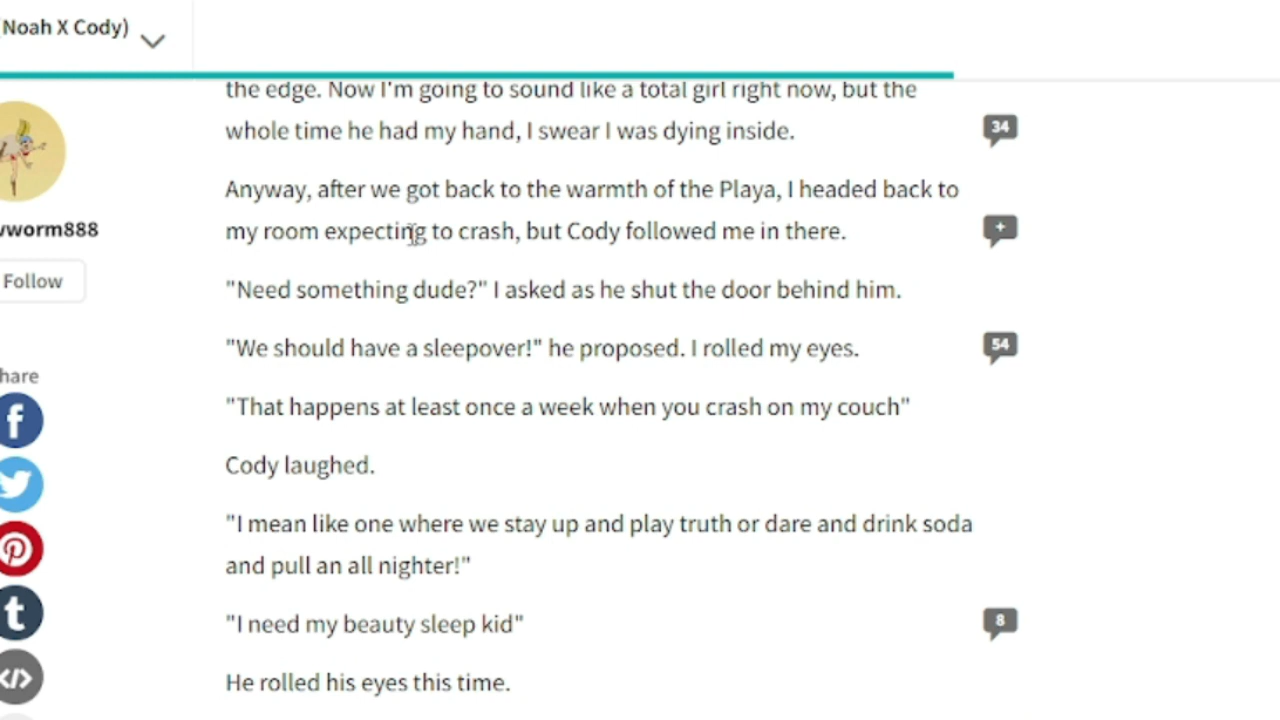 Noah X Cody)
the edge. Now I'm going to sound like a total girl right now, but the
whole time he had my hand, I swear I was dying inside.
34
Anyway, after we got back to the warmth of the Playa, I headed back to
my room expecting to crash, but Cody followed me in there.
+
worm888
Follow
"Need something dude?" I asked as he shut the door behind him.
"We should have a sleepover!" he proposed. I rolled my eyes.
54
hare
"That happens at least once a week when you crash on my couch"
Cody laughed.
"I mean like one where we stay up and play truth or dare and drink soda
and pull an all nighter!"
"I need my beauty sleep kid"
8
He rolled his eyes this time.